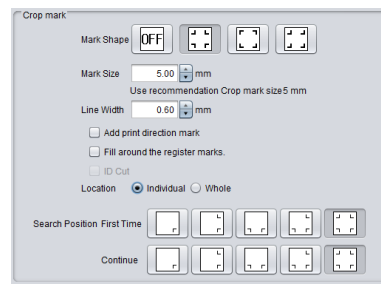 Crop mark
Mark Shape OFF
Mark Size 5.00 mm
Use recommendation Crop mark size5 mm
Line Width 0.60 mm
Add print direction mark
Fill around the register marks.
ID Cut
Location Individual Whole
Search Position First Time
Continue